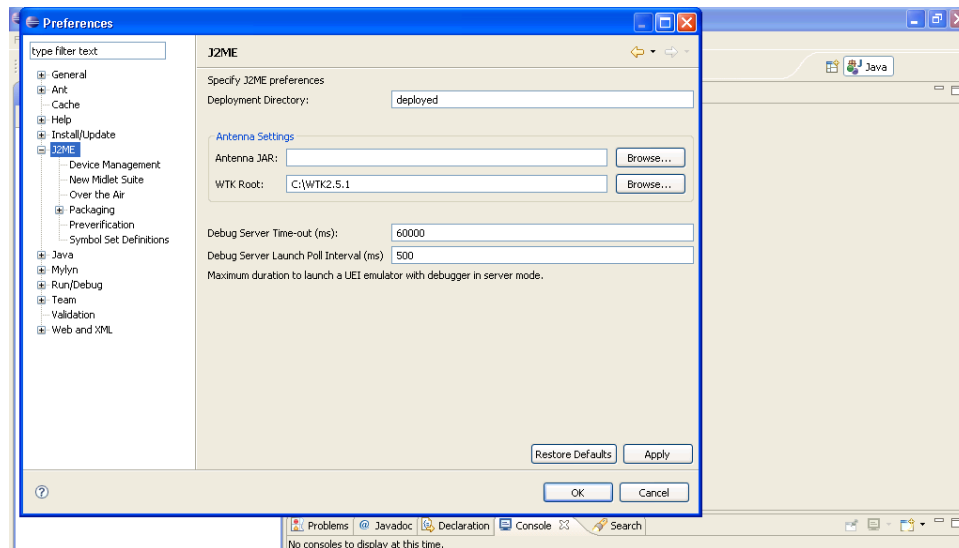 Preferences
type filter text
General
Ant
Cache
Help
Install/Update
J2ME
Device Management
New Midlet Suite
Over the Air
Packaging
Preverification
Symbol Set Definitions
Java
Mylyn
Run/Debug
Team
Validation
Web and XML
J2ME
Specify J2ME preferences
Deployment Directory: deployed
Antenna Settings
Antenna JAR: Browse...
WTK Root: C:\WTK2.5.1 Browse...
Debug Server Time-out (ms): 60000
Debug Server Launch Poll Interval (ms) 500
Maximum duration to launch a UEI emulator with debugger in server mode.
Restore Defaults Apply
OK Cancel
Java
Problems @ Javadoc Declaration Console Search
No consoles to display at this time.